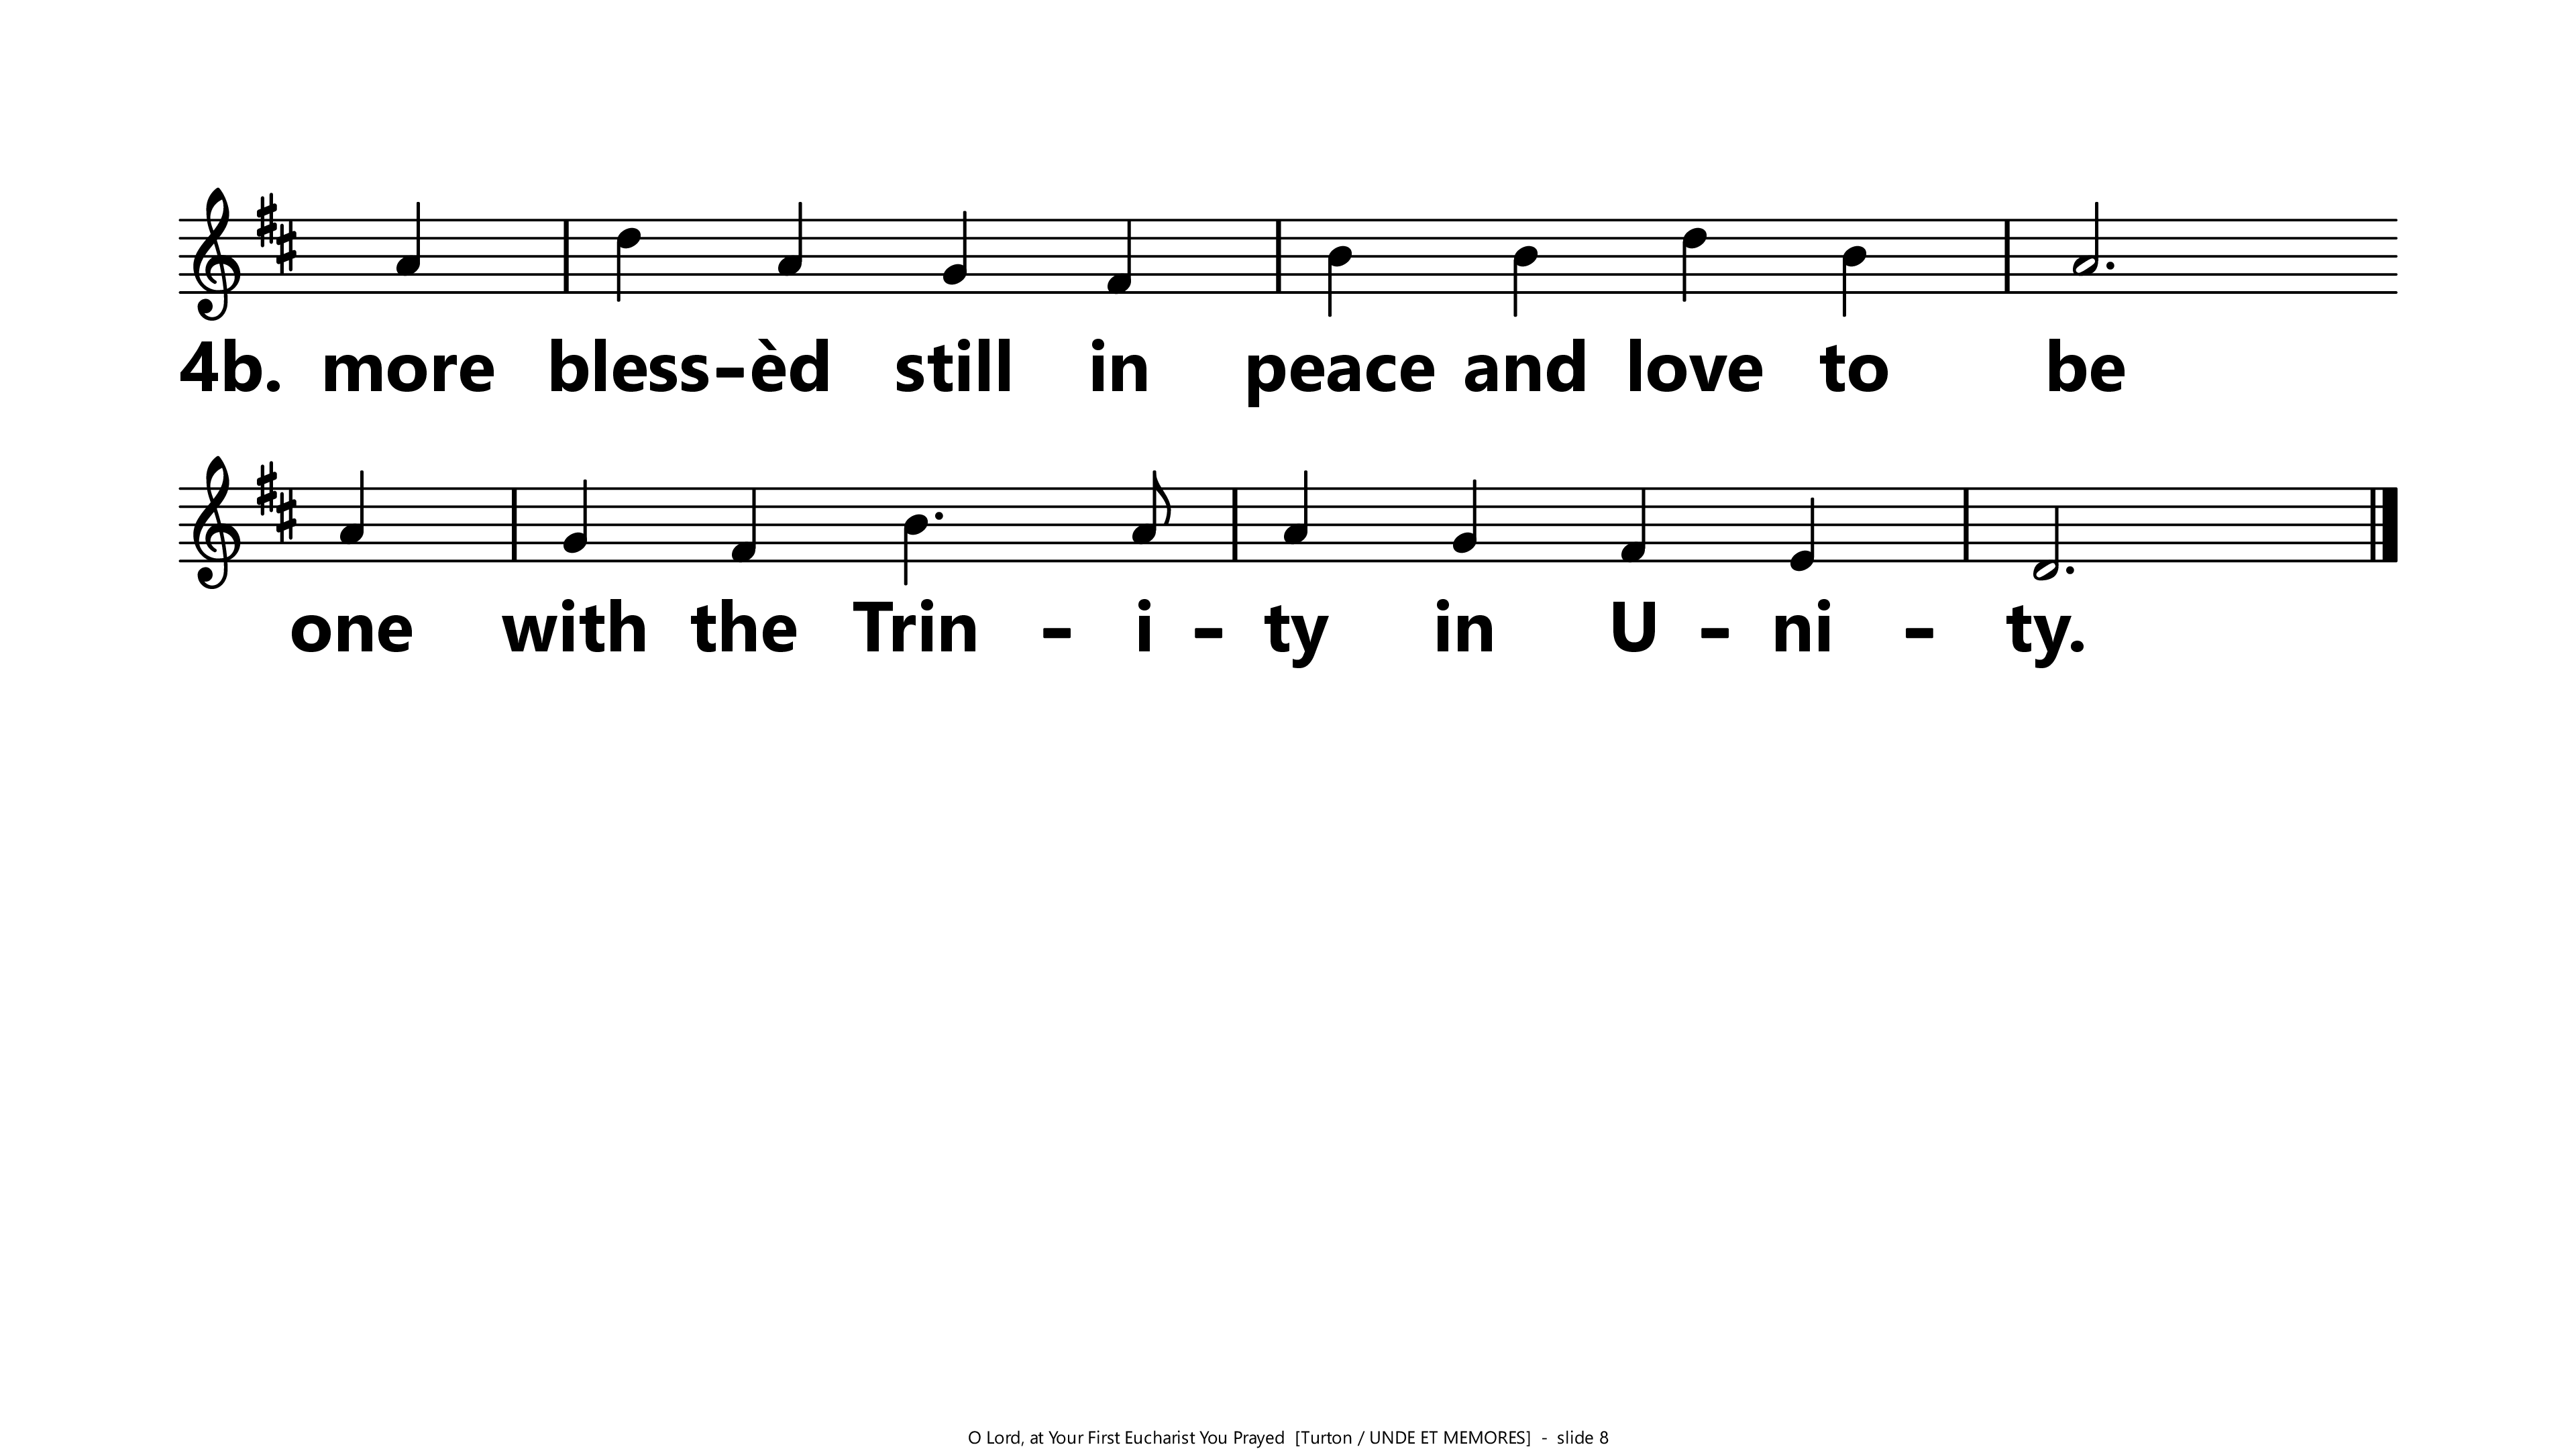 4b. more bless-èd still in peace and love to be
one with the Trin - i - ty in U - ni - ty.
O Lord, at Your First Eucharist You Prayed [Turton / UNDE ET MEMORES] - slide 8